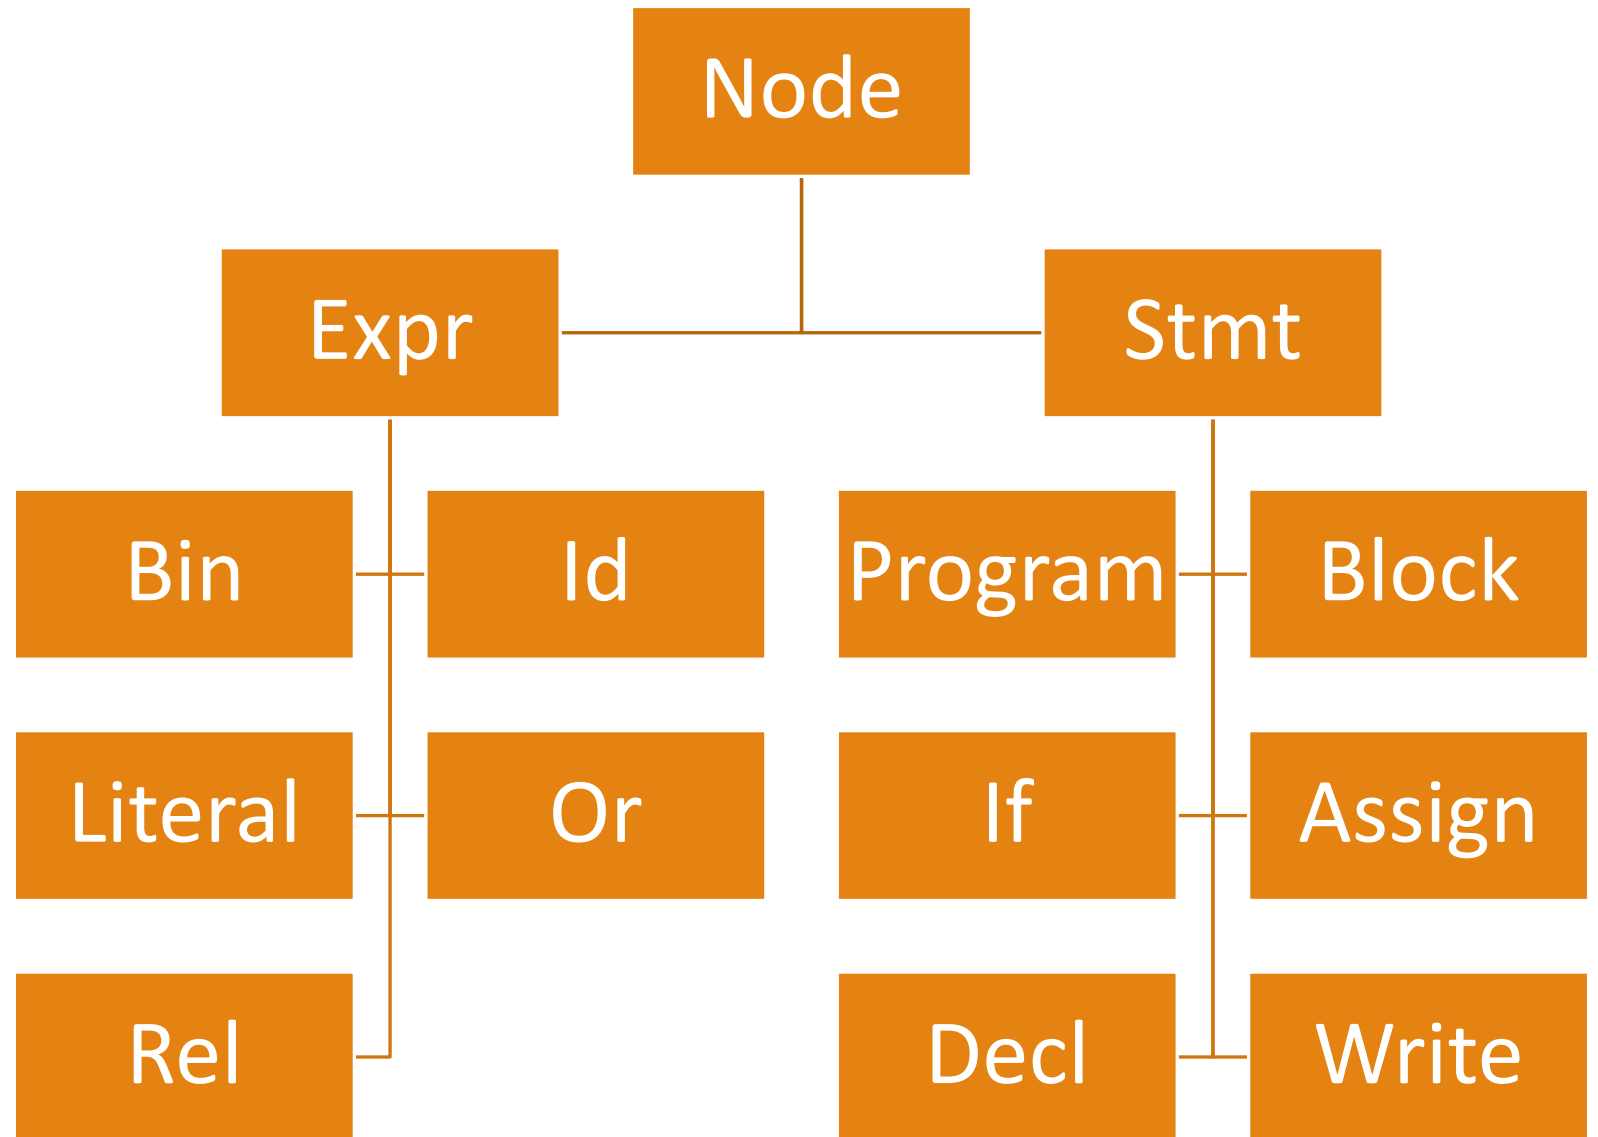 Node
Expr
Stmt
Bin
Id
Program
Block
Literal
Or
If
Assign
Rel
Decl
Write